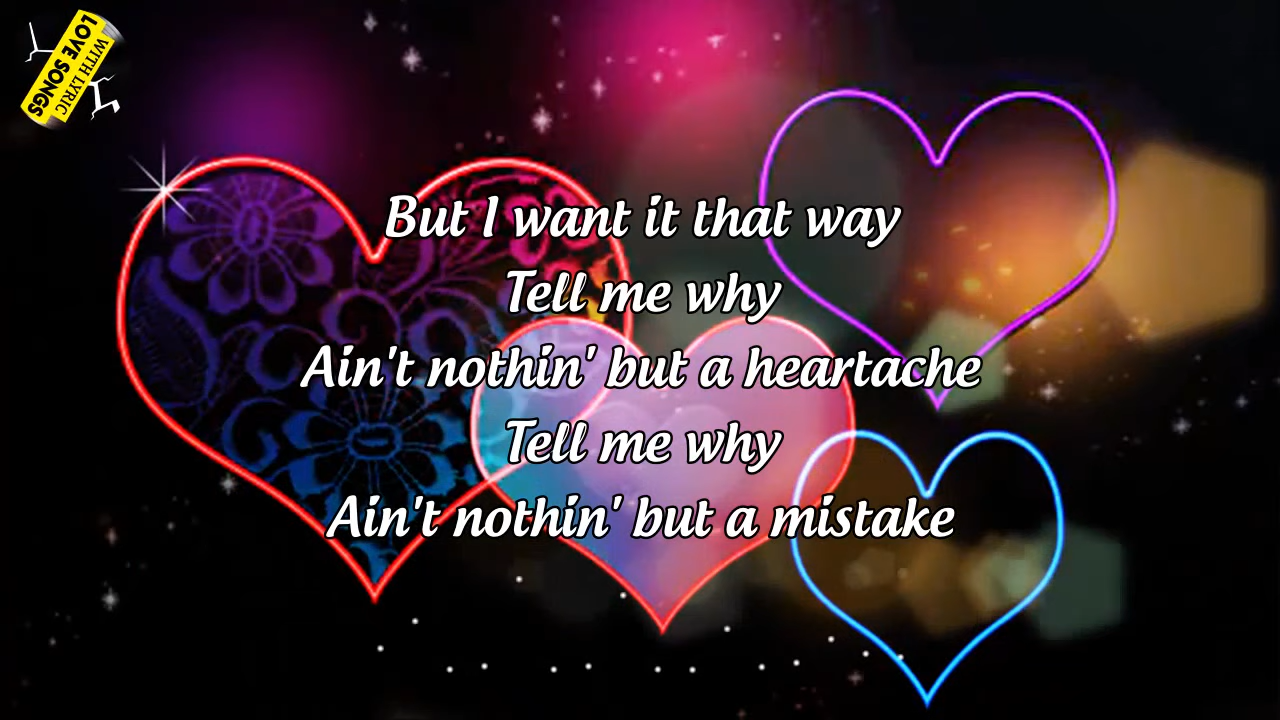 LOVE SONGS
WITH LYRIC
But I want it that way
Tell me why
Ain't nothin' but a heartache
Tell me why
Ain't nothin' but a mistake